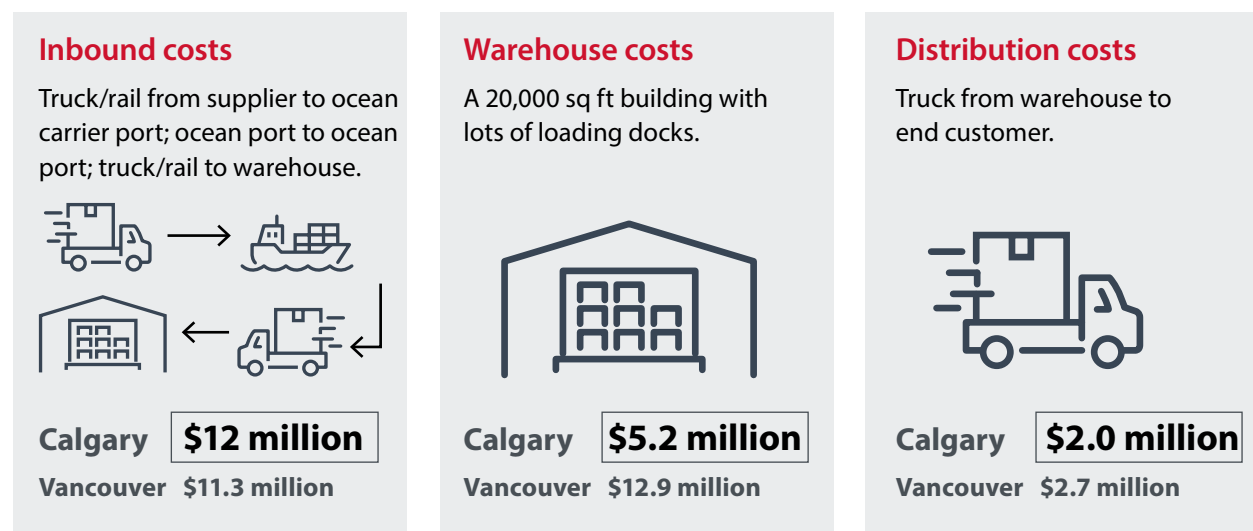 Inbound costs
Truck/rail from supplier to ocean
carrier port; ocean port to ocean
port; truck/rail to warehouse.
Calgary $12 million
Vancouver $11.3 million
Warehouse costs
A 20,000 sq ft building with
lots of loading docks.
Calgary $5.2 million
Vancouver $12.9 million
Distribution costs
Truck from warehouse to
end customer.
Calgary $2.0 million
Vancouver $2.7 million